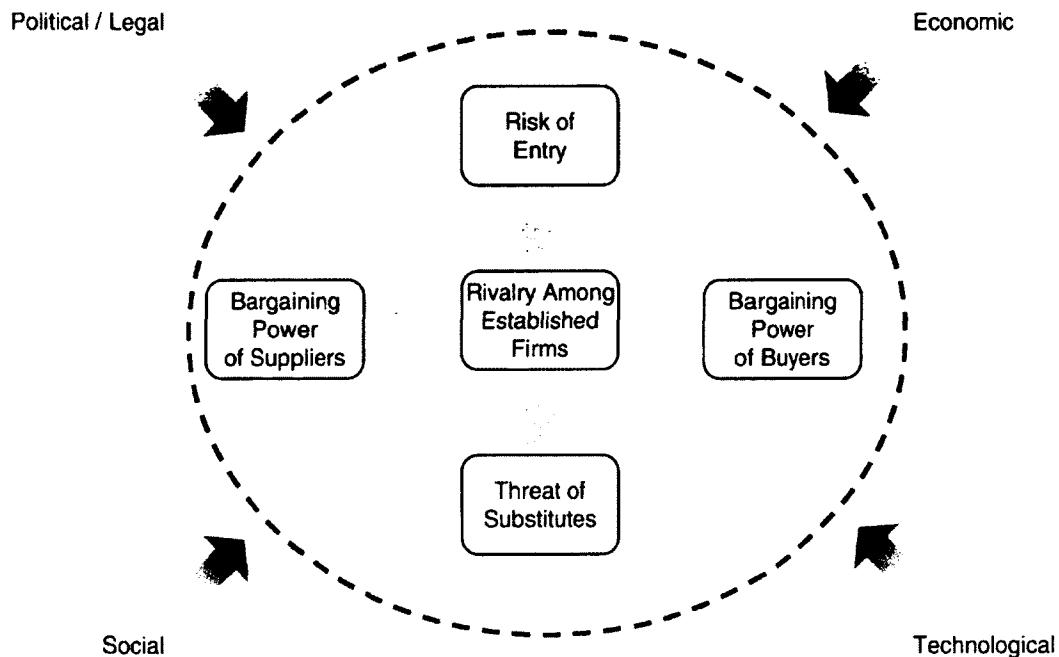 Political / Legal
Economic
Risk of
Entry
Bargaining
Power
of Suppliers
Rivalry Among
Established
Firms
Bargaining
Power
of Buyers
Threat of
Substitutes
Social
Technological